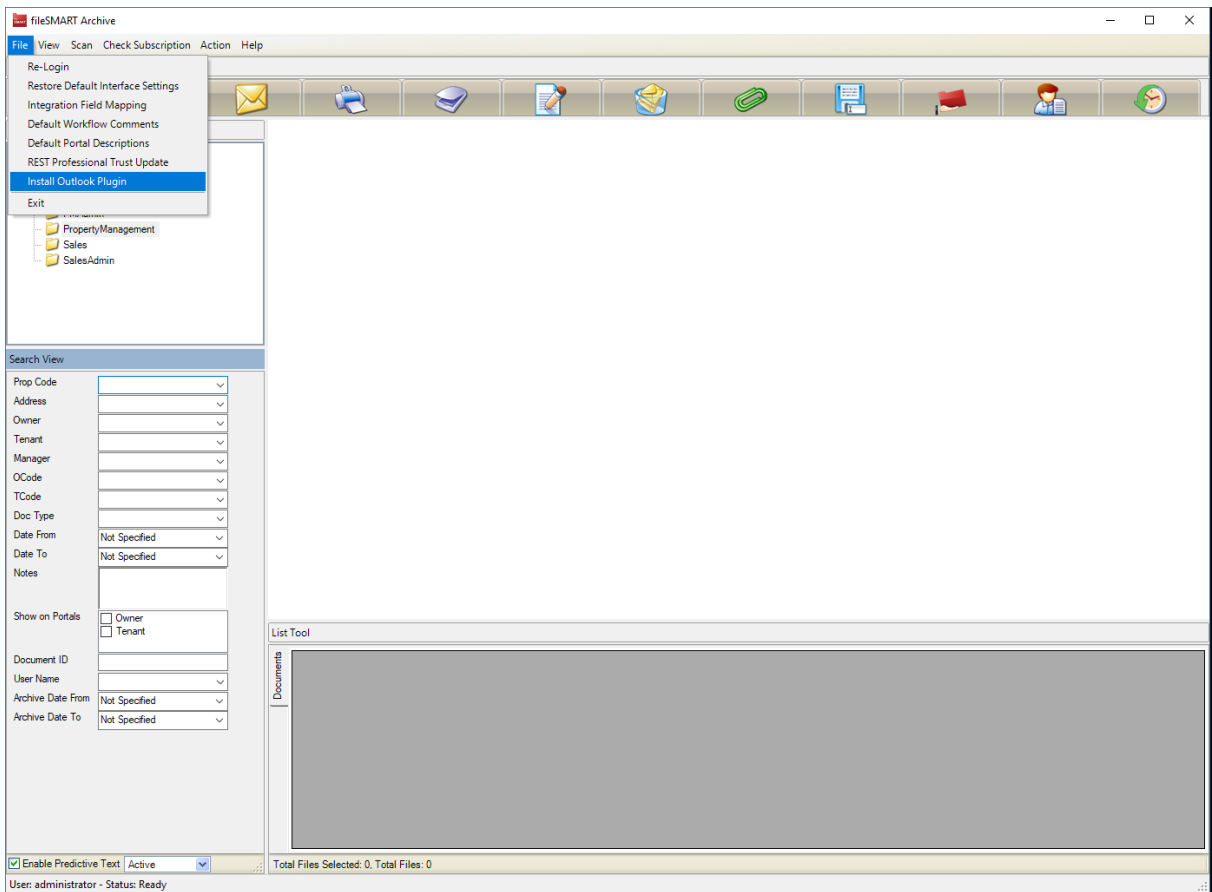 fileSMART Archive
File View Scan Check Subscription Action Help
Re-Login
Restore Default Interface Settings
Integration Field Mapping
Default Workflow Comments
Default Portal Descriptions
REST Professional Trust Update
Install Outlook Plugin
Exit
PropertyManagement
Sales
SalesAdmin
Search View
Prop Code
Address
Owner
Tenant
Manager
OCode
TCode
Doc Type
Date From Not Specified
Date To Not Specified
Notes
Show on Portals Owner
Tenant
List Tool
Document ID
Documents
User Name
Archive Date From Not Specified
Archive Date To Not Specified
Enable Predictive Text Active
Total Files Selected: 0, Total Files: 0
User: administrator - Status: Ready